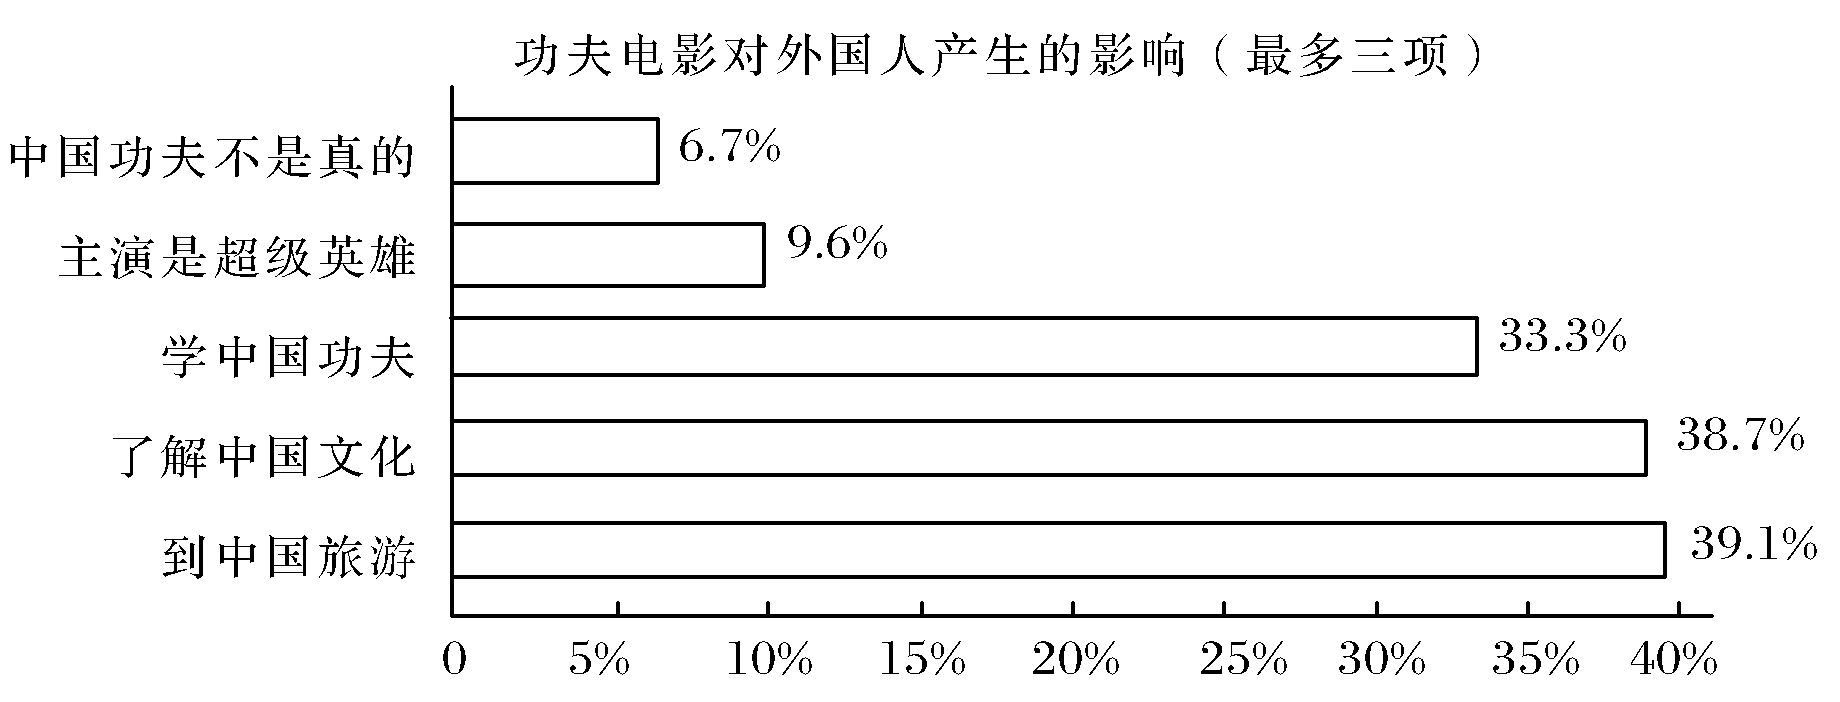 功夫电影对外国人产生的影响（最多三项）
中国功夫不是真的 6.7%
主演是超级英雄 9.6%
学中国功夫 33.3%
了解中国文化 38.7%
到中国旅游 39.1%
0 5% 10% 15% 20% 25% 30% 35% 40%